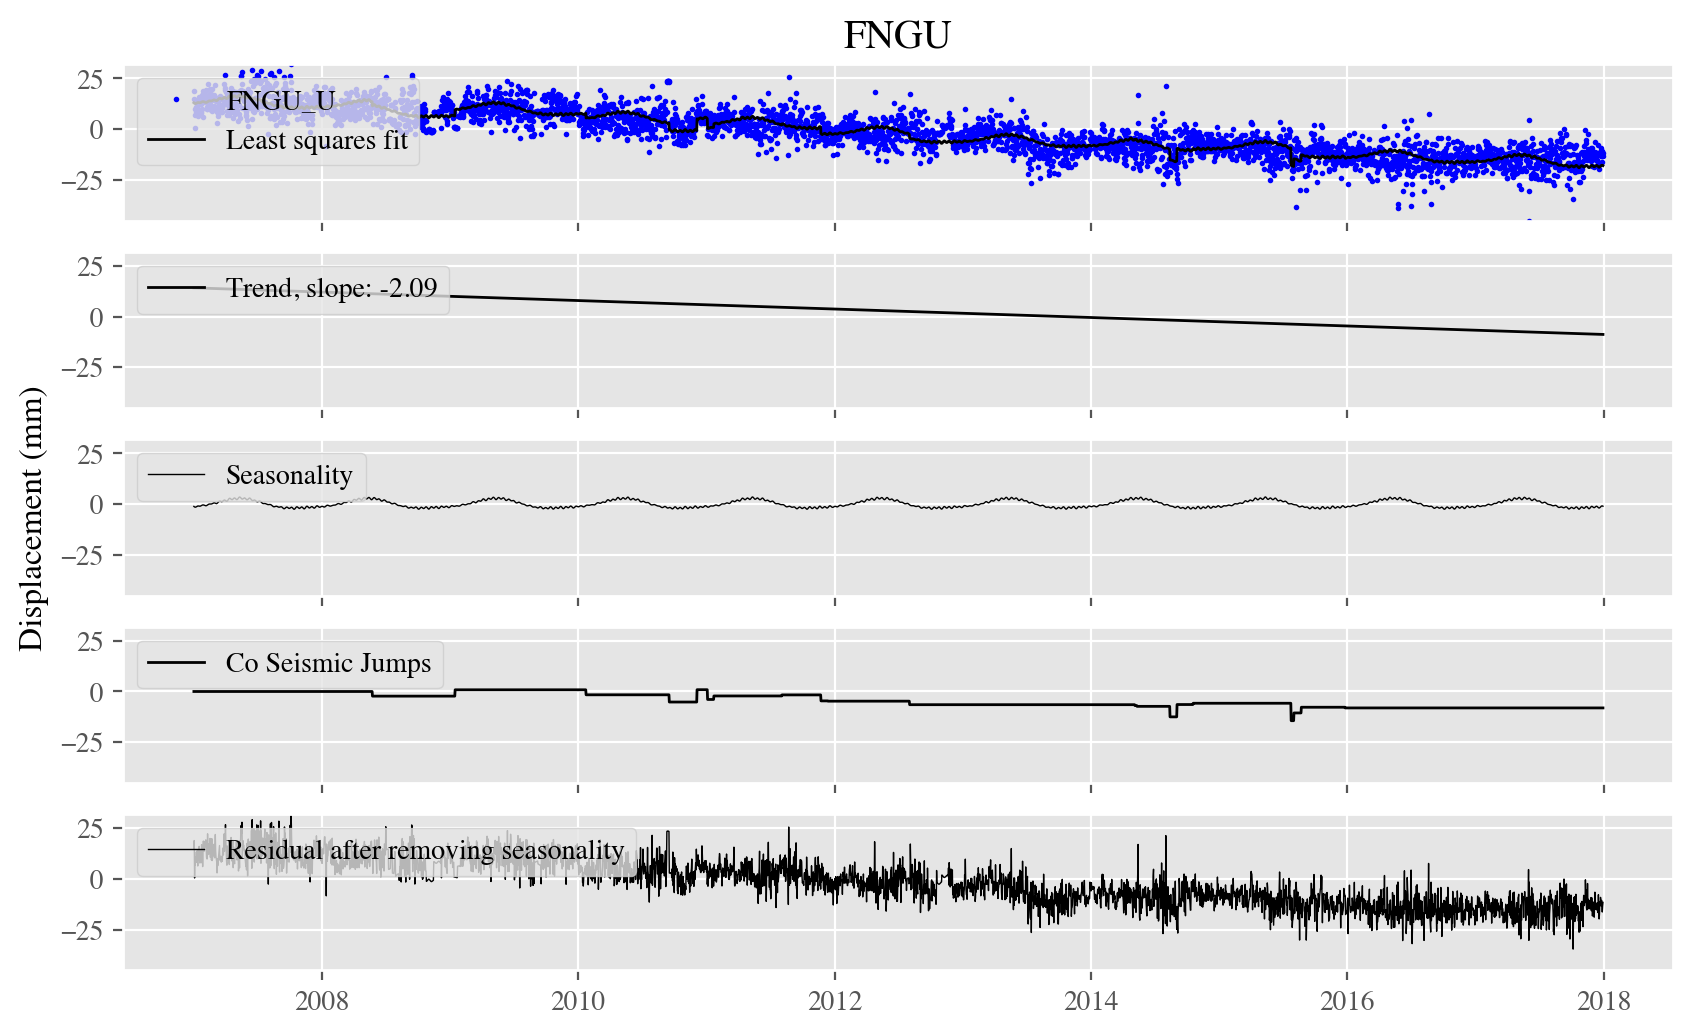 FNGU
25
0
−25
FNGU_U
Least squares fit
25
0
−25
Trend, slope: -2.09
Displacement (mm)
25
0
−25
Seasonality
25
0
−25
Co Seismic Jumps
25
0
−25
Residual after removing seasonality
2008 2010 2012 2014 2016 2018